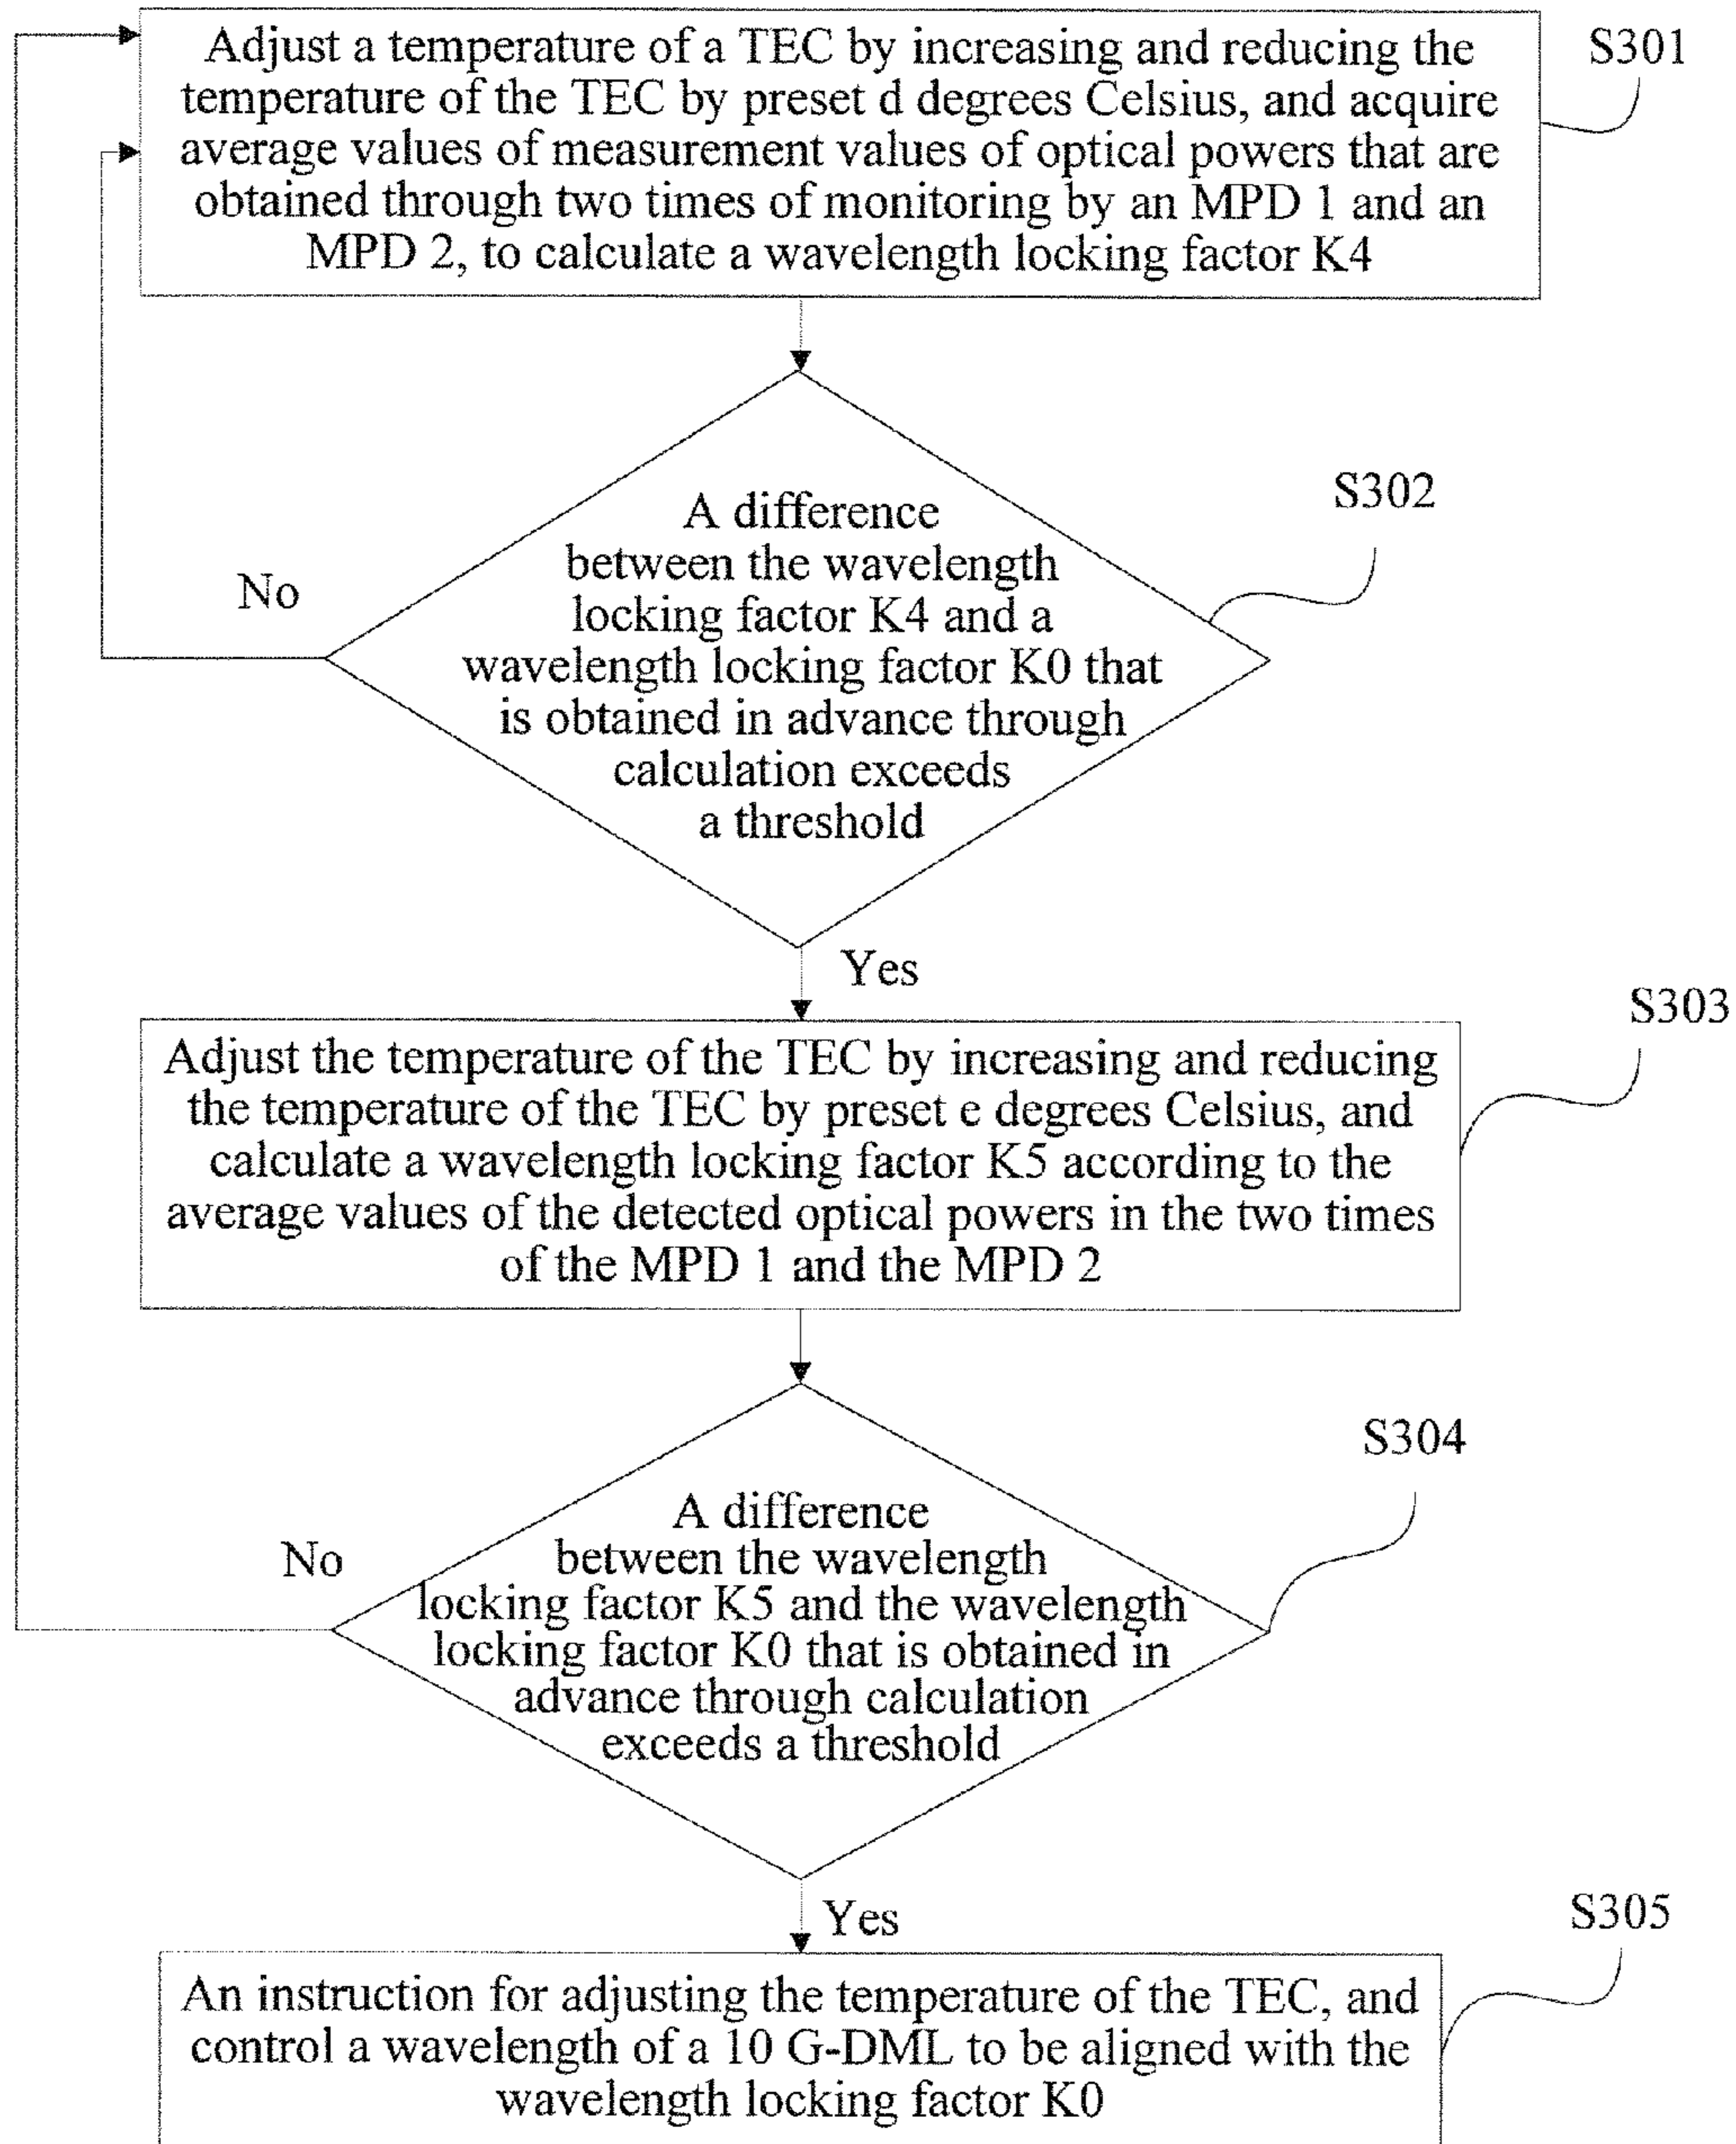 Adjust a temperature of a TEC by increasing and reducing the
temperature of the TEC by preset d degrees Celsius, and acquire
average values of measurement values of optical powers that are
obtained through two times of monitoring by an MPD 1 and an
MPD 2, to calculate a wavelength locking factor K4
S301
A difference
between the wavelength
locking factor K4 and a
wavelength locking factor K0 that
is obtained in advance through
calculation exceeds
a threshold
S302
No
Yes
Adjust the temperature of the TEC by increasing and reducing
the temperature of the TEC by preset e degrees Celsius, and
calculate a wavelength locking factor K5 according to the
average values of the detected optical powers in the two times
of the MPD 1 and the MPD 2
S303
A difference
between the wavelength
locking factor K5 and the wavelength
locking factor K0 that is obtained in
advance through calculation
exceeds a threshold
S304
No
Yes
An instruction for adjusting the temperature of the TEC, and
control a wavelength of a 10 G-DML to be aligned with the
wavelength locking factor K0
S305